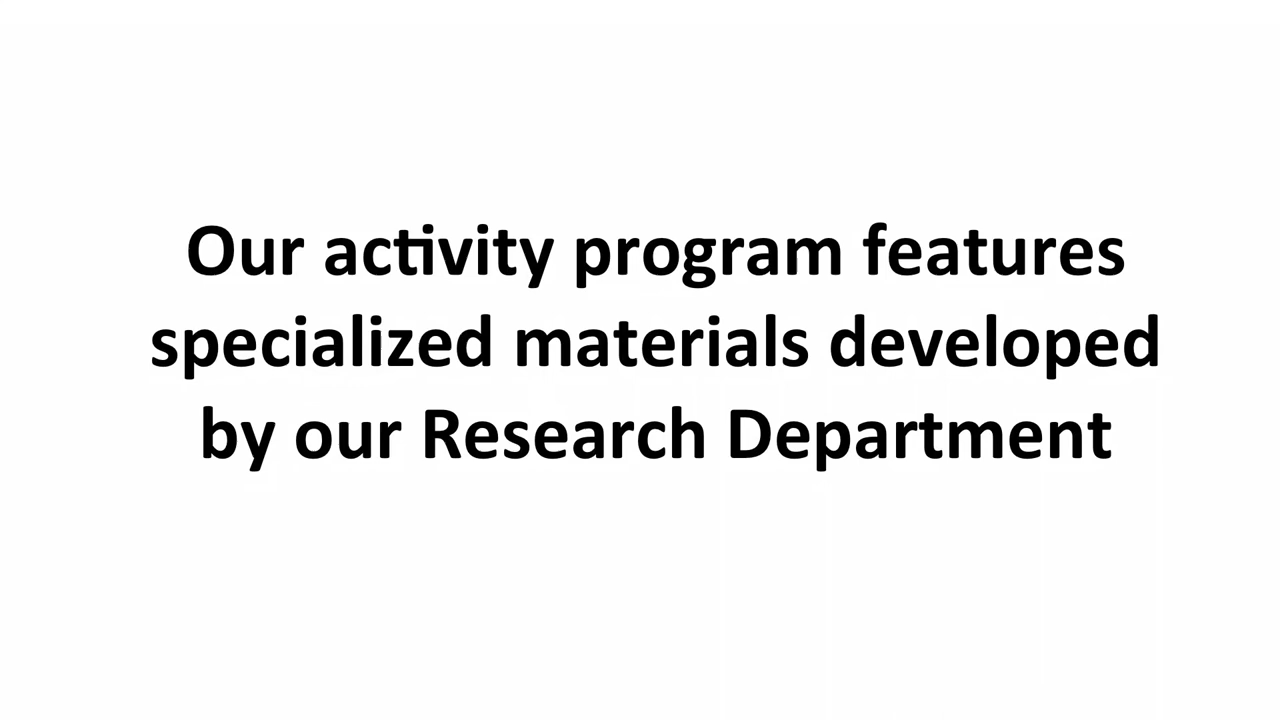 Our activity program features
specialized materials developed
by our Research Department